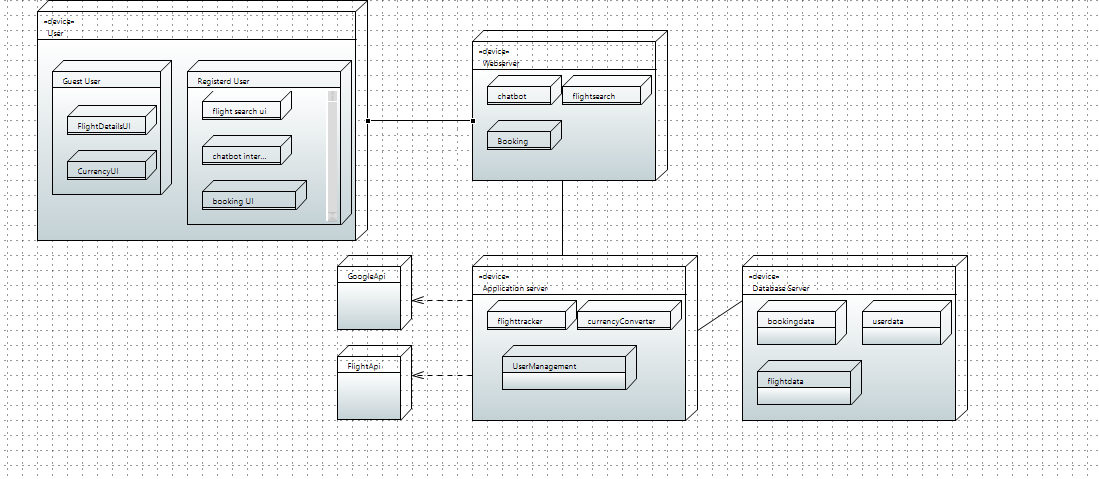 «device»
User
Guest User
FlightDetailsUI
CurrencyUI
Registerd User
flight search ui
chatbot inter...
booking UI
«device»
Webserver
chatbot
flightsearch
Booking
GoogleApi
FlightApi
«device»
Application server
flighttracker
currencyConverter
UserManagement
«device»
Database Server
bookingdata
userdata
flightdata